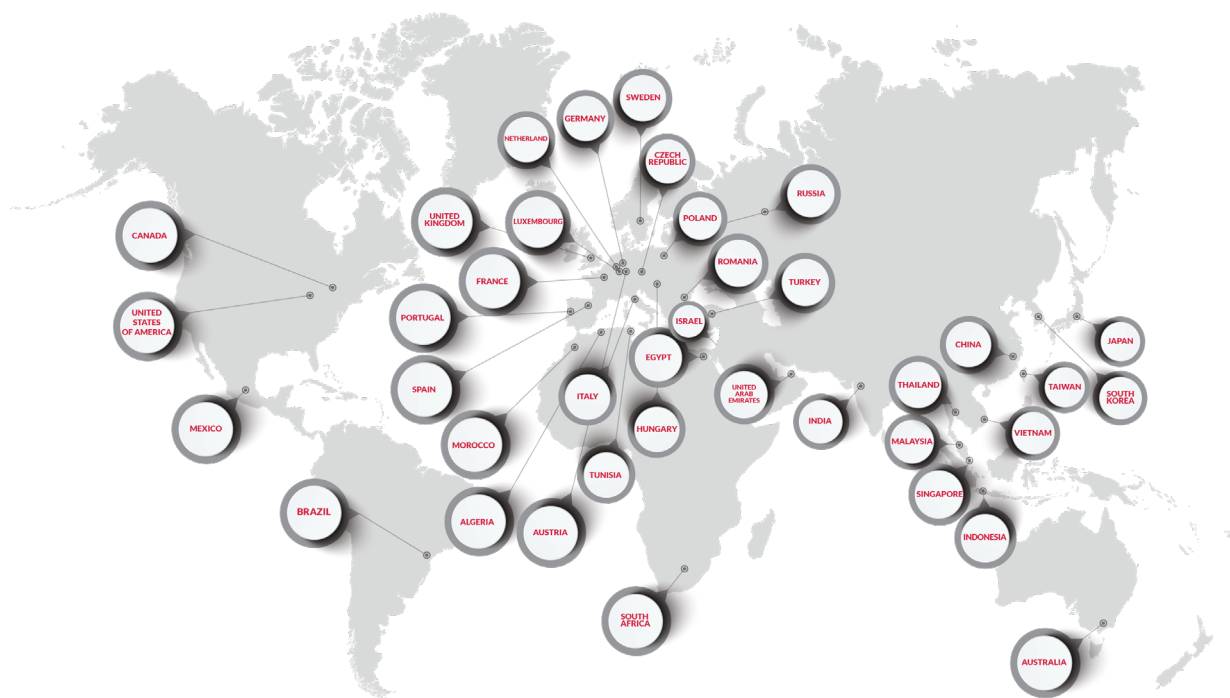 SWEDEN
GERMANY
NETHERLAND
CZECH
REPUBLIC
RUSSIA
UNITED
KINGDOM
LUXEMBOURG
POLAND
CANADA
ROMANIA
FRANCE
TURKEY
UNITED
STATES
OF AMERICA
PORTUGAL
ISRAEL
JAPAN
CHINA
EGYPT
SPAIN
ITALY
UNITED
ARAB
EMIRATES
THAILAND
TAIWAN
SOUTH
KOREA
MEXICO
HUNGARY
INDIA
VIETNAM
MOROCCO
MALAYSIA
TUNISIA
SINGAPORE
BRAZIL
ALGERIA
AUSTRIA
INDONESIA
SOUTH
AFRICA
AUSTRALIA